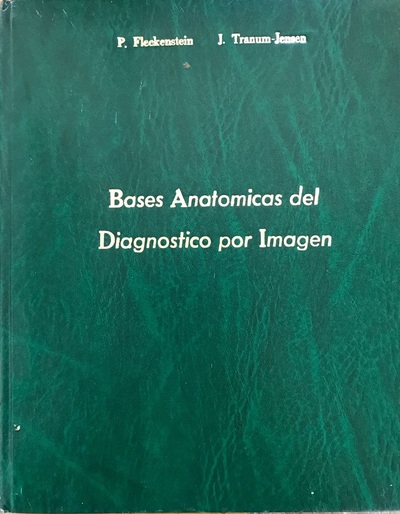 P. Fleckenstein J. Tranum-Jensen
Bases Anatomicas del
Diagnostico por Imagen